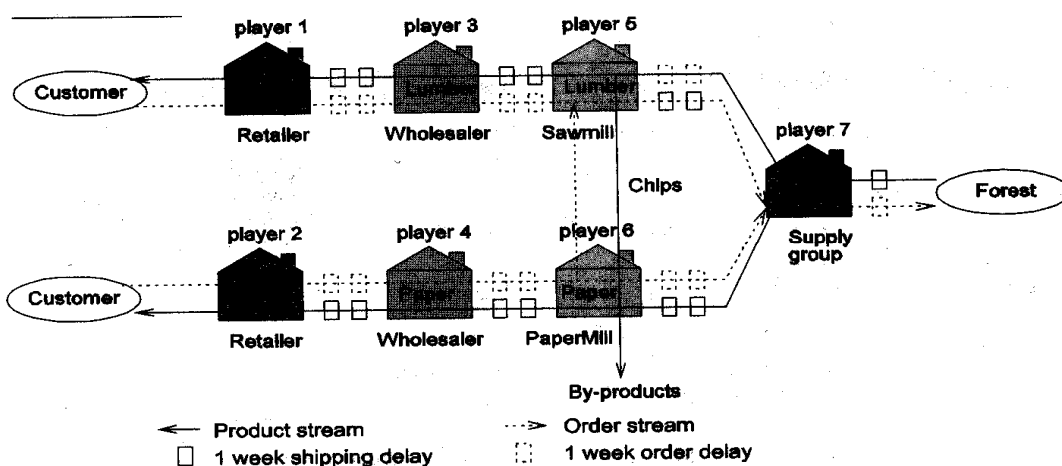 player 1
player 3
player 5
Customer
Lumber
Lumber
Retailer
Wholesaler
Sawmill
player 7
Chips
Forest
Supply
group
player 2
player 4
player 6
Customer
Paper
Paper
Retailer
Wholesaler
PaperMill
By-products
Product stream
Order stream
1 week shipping delay
1 week order delay